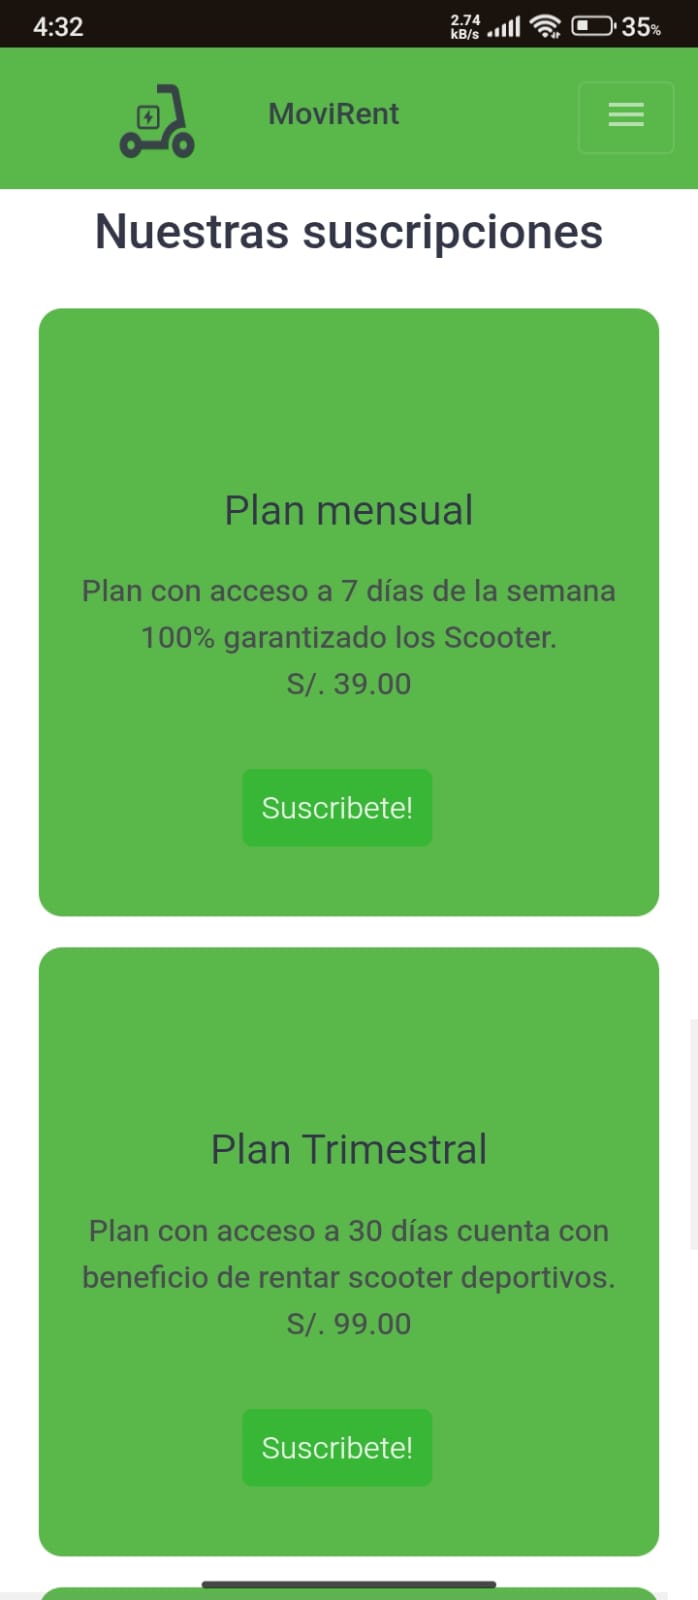 4:32
2.74
kB/s
35%
MoviRent
Nuestras suscripciones
Plan mensual
Plan con acceso a 7 días de la semana
100% garantizado los Scooter.
S/. 39.00
Suscribete!
Plan Trimestral
Plan con acceso a 30 días cuenta con
beneficio de rentar scooter deportivos.
S/. 99.00
Suscribete!